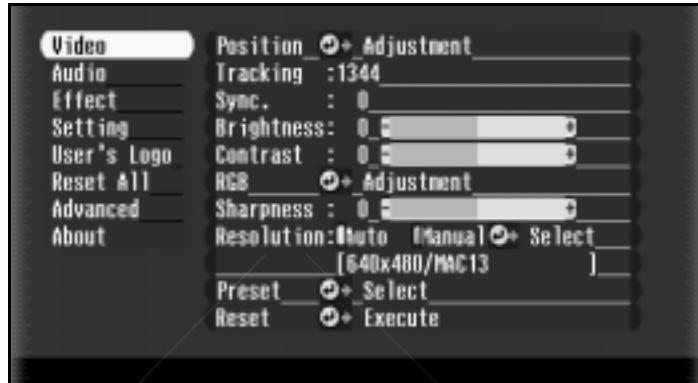 Video
Audio
Effect
Setting
User's Logo
Reset All
Advanced
About
Position Adjustment
Tracking :1344
Sync. : 0
Brightness: 0 - +
Contrast : 0 - +
RGB Adjustment
Sharpness : 0 - +
Resolution: Auto Manual Select
[640x480/MAC13 ]
Preset Select
Reset Execute